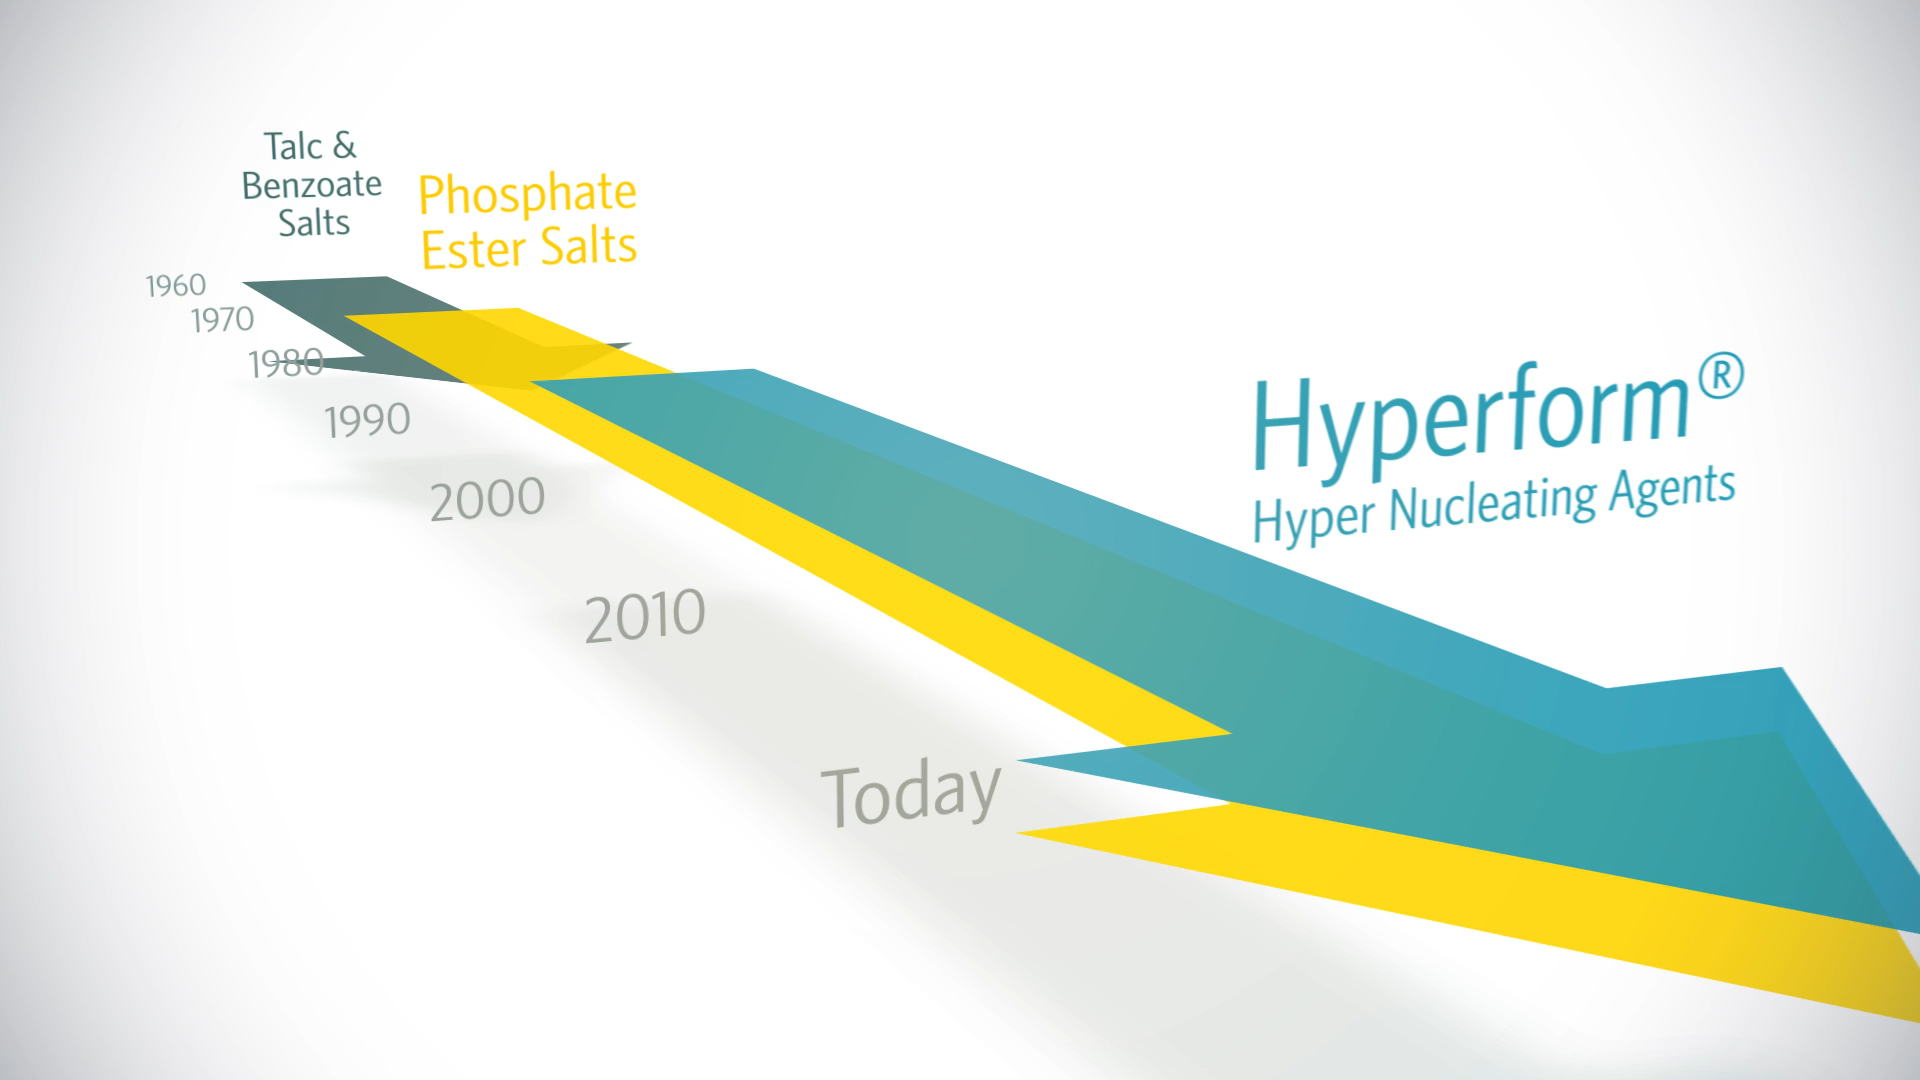 Talc &
Benzoate
Salts
Phosphate
Ester Salts
1960
1970
1980
1990
2000
2010
Today
Hyperform®
Hyper Nucleating Agents